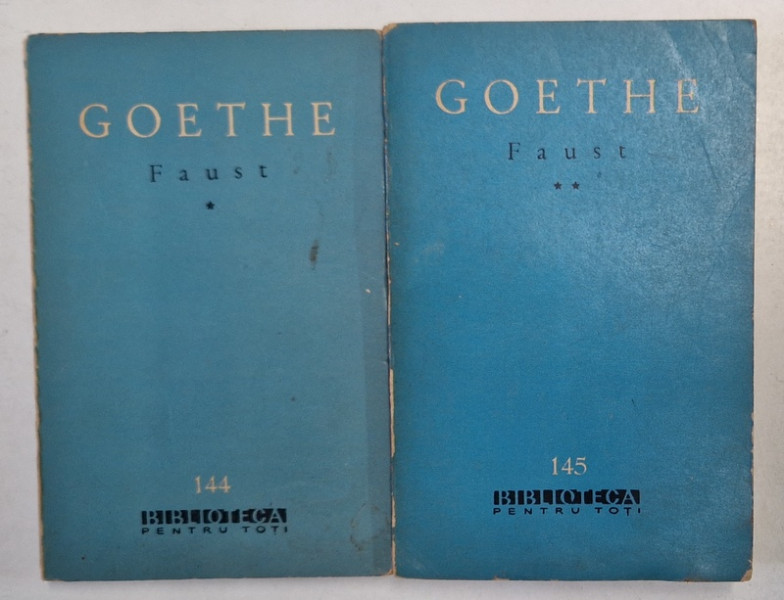 GOETHE
Faust
*
144
BIBLIOTECA
PENTRU TOȚI
GOETHE
Faust
**
145
BIBLIOTECA
PENTRU TOȚI